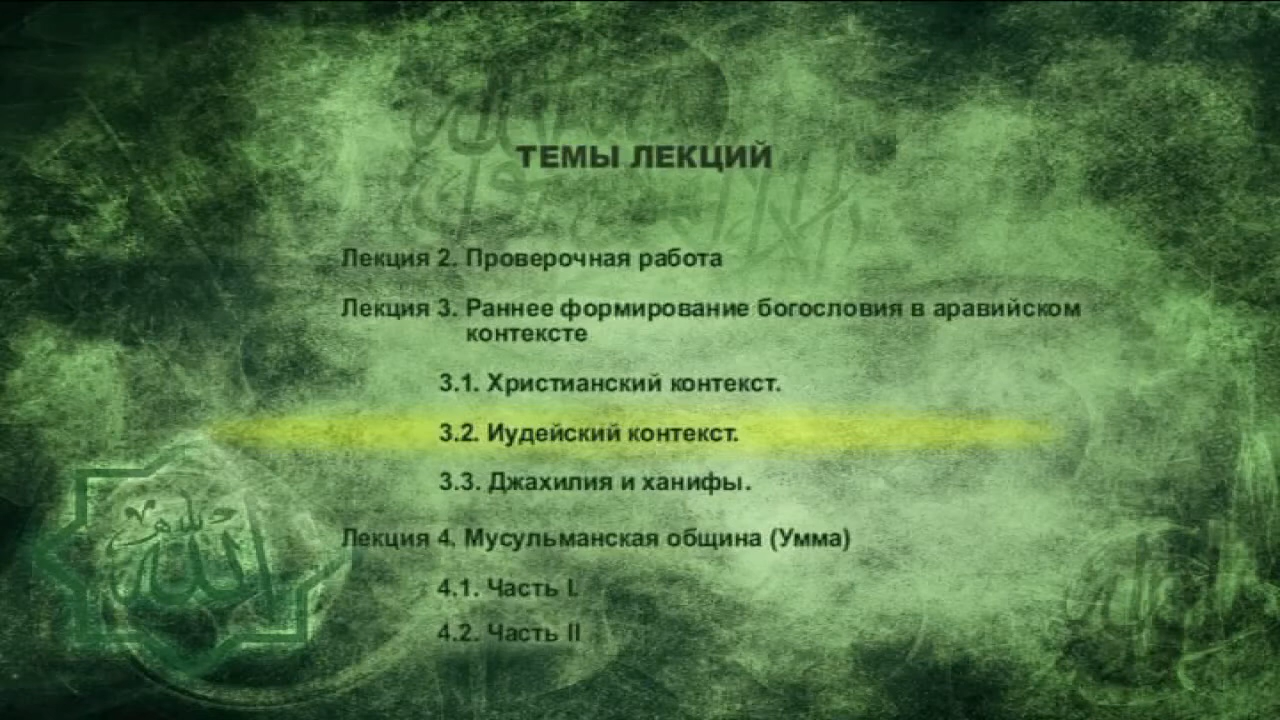 ТЕМЫ ЛЕКЦИЙ
Лекция 2. Проверочная работа
Лекция 3. Раннее формирование богословия в аравийском
контексте
3.1. Христианский контекст.
3.2. Иудейский контекст.
3.3. Джахилия и ханифы.
Лекция 4. Мусульманская община (Умма)
4.1. Часть I.
4.2. Часть II
الله